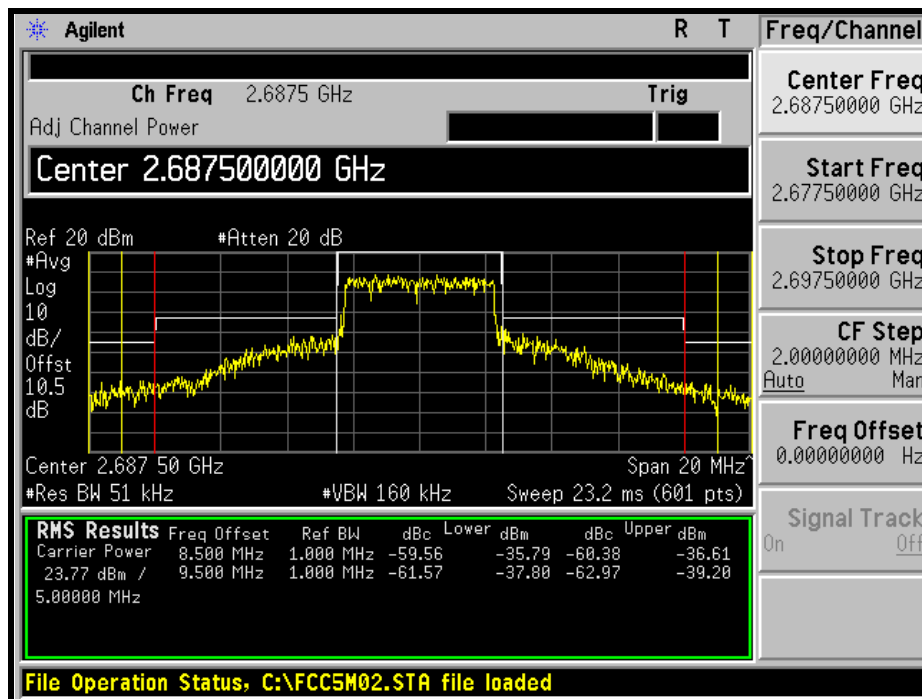 Agilent R T Freq/Channel
Ch Freq 2.6875 GHz Trig
Adj Channel Power
Center 2.687500000 GHz
Center Freq
2.68750000 GHz
Start Freq
2.67750000 GHz
Stop Freq
2.69750000 GHz
CF Step
2.00000000 MHz
Auto Man
Freq Offset
0.00000000 Hz
Signal Track
On Off
Ref 20 dBm #Atten 20 dB
#Avg
Log
10
dB/
Offst
10.5
dB
Center 2.687 50 GHz Span 20 MHz^
#Res BW 51 kHz #VBW 160 kHz Sweep 23.2 ms (601 pts)
RMS Results Freq Offset Ref BW dBc Lower dBm dBc Upper dBm
Carrier Power 8.500 MHz 1.000 MHz -59.56 -35.79 -60.38 -36.61
23.77 dBm / 9.500 MHz 1.000 MHz -61.57 -37.80 -62.97 -39.20
5.00000 MHz
File Operation Status, C:\FCC5M02.STA file loaded